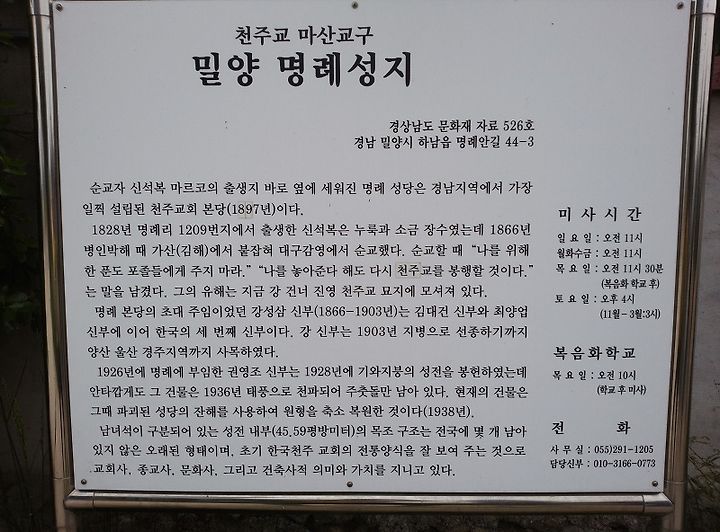 천주교 마산교구
밀양 명례성지
경상남도 문화재 자료 526호
경남 밀양시 하남읍 명례안길 44-3
순교자 신석복 마르코의 출생지 바로 옆에 세워진 명례 성당은 경남지역에서 가장
일찍 설립된 천주교회 본당(1897년)이다.
1828년 명례리 1209번지에서 출생한 신석복은 누룩과 소금 장수였는데 1866년
병인박해 때 가산(김해)에서 붙잡혀 대구감영에서 순교했다. 순교할 때 “나를 위해
한 푼도 포졸들에게 주지 마라.” “나를 놓아준다 해도 다시 천주교를 봉행할 것이다.”
는 말을 남겼다. 그의 유해는 지금 강 건너 진영 천주교 묘지에 모셔져 있다.
명례 본당의 초대 주임이었던 강성삼 신부(1866-1903)는 김대건 신부와 최양업
신부에 이어 한국의 세 번째 신부이다. 강 신부는 1903년 지병으로 선종하기까지
양산 울산 경주지역까지 사목하였다.
1926년에 명례에 부임한 권영조 신부는 1928년에 기와지붕의 성전을 봉헌하였는데
안타깝게도 그 건물은 1936년 태풍으로 전파되어 주춧돌만 남아 있다. 현재의 건물은
그때 파괴된 성당의 잔해를 사용하여 원형을 축소 복원한 것이다(1938년).
남녀석이 구분되어 있는 성전 내부(45.59평방미터)의 목조 구조는 전국에 몇 개 남아
있지 않은 오래된 형태이며, 초기 한국천주 교회의 전통양식을 잘 보여 주는 것으로
교회사, 종교사, 문화사, 그리고 건축사적 의미와 가치를 지니고 있다.
미 사 시 간
일 요 일 : 오전 11시
월화수금 : 오전 11시
목 요 일 : 오전 11시 30분
(복음화 학교 후)
토 요 일 : 오후 4시
(11월-3월:3시)
복음화학교
목 요 일 : 오전 10시
(학교 후 미사)
전 화
사 무 실 : 055)291-1205
담당신부 : 010-3166-0773